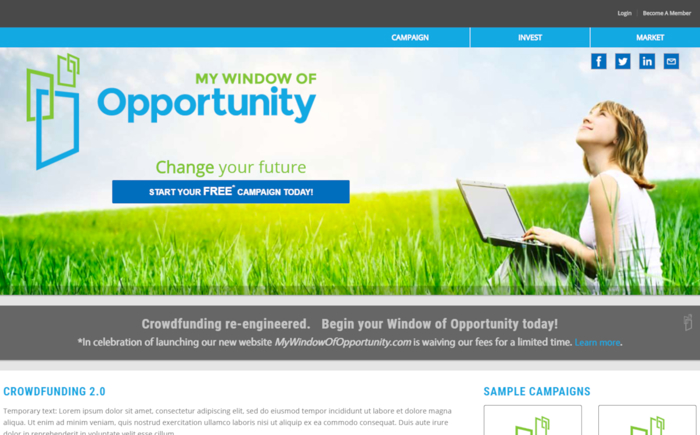 Login Become A Member
CAMPAIGN INVEST MARKET
MY WINDOW OF
Opportunity
Change your future
START YOUR FREE* CAMPAIGN TODAY!
Crowdfunding re-engineered. Begin your Window of Opportunity today!
*In celebration of launching our new website MyWindowOfOpportunity.com is waiving our fees for a limited time. Learn more.
CROWDFUNDING 2.0
SAMPLE CAMPAIGNS
Temporary text: Lorem ipsum dolor sit amet, consectetur adipiscing elit, sed do eiusmod tempor incididunt ut labore et dolore magna
aliqua. Ut enim ad minim veniam, quis nostrud exercitation ullamco laboris nisi ut aliquip ex ea commodo consequat. Duis aute irure
dolor in reprehenderit in voluptate velit esse cillum